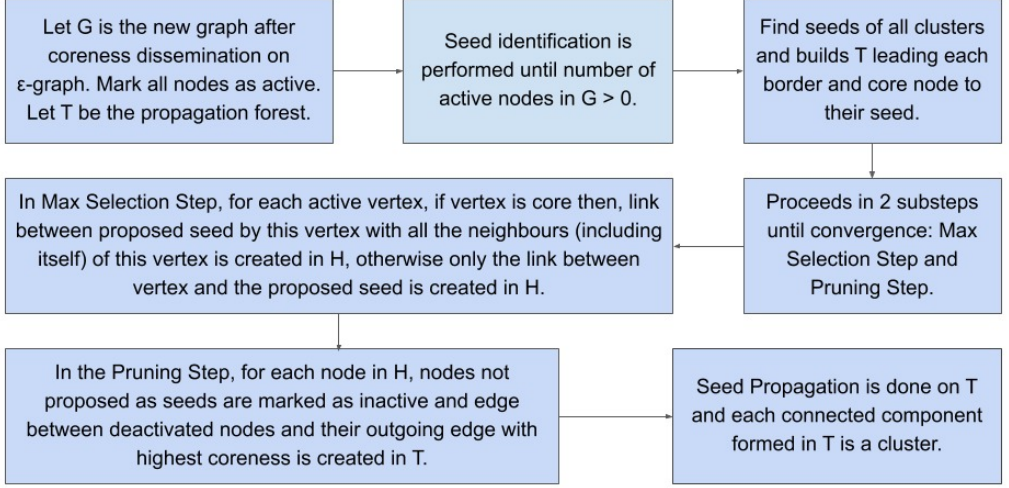 Let G is the new graph after
coreness dissemination on
ε-graph. Mark all nodes as active.
Let T be the propagation forest.
Seed identification is
performed until number of
active nodes in G > 0.
Find seeds of all clusters
and builds T leading each
border and core node to
their seed.
Proceeds in 2 substeps
until convergence: Max
Selection Step and
Pruning Step.
In Max Selection Step, for each active vertex, if vertex is core then, link
between proposed seed by this vertex with all the neighbours (including
itself) of this vertex is created in H, otherwise only the link between
vertex and the proposed seed is created in H.
In the Pruning Step, for each node in H, nodes not
proposed as seeds are marked as inactive and edge
between deactivated nodes and their outgoing edge with
highest coreness is created in T.
Seed Propagation is done on T
and each connected component
formed in T is a cluster.